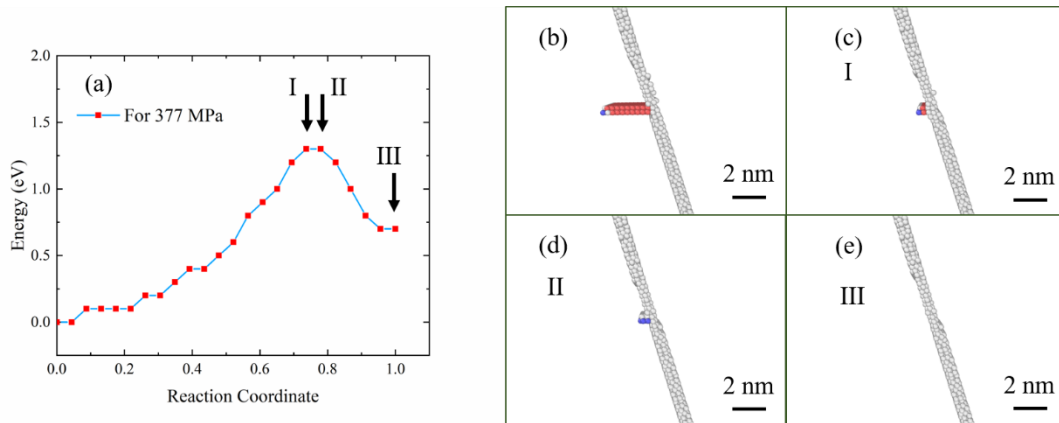 (a)
For 377 MPa
I
II
III
2.0
1.5
1.0
0.5
0.0
Energy (eV)
0.0 0.2 0.4 0.6 0.8 1.0
Reaction Coordinate
(b)
2 nm
(c)
I
2 nm
(d)
II
2 nm
(e)
III
2 nm